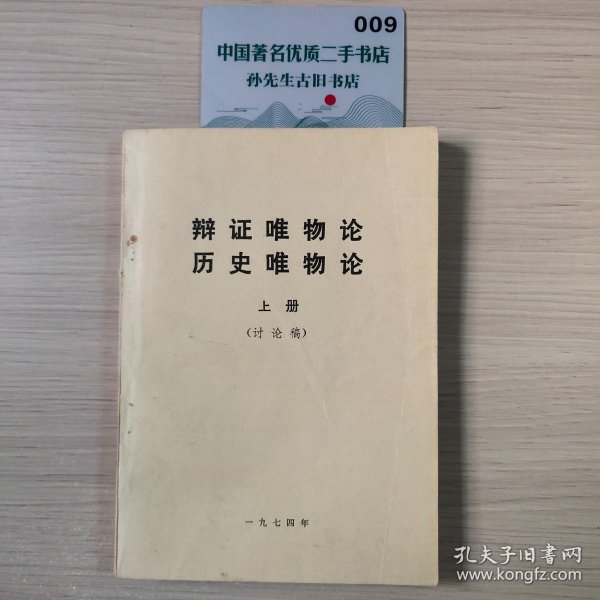 009
中国著名优质二手书店
孙先生古旧书店
辩证唯物论
历史唯物论
上册
(讨论稿)
一九七四年
孔夫子旧书网
www.kongfz.com